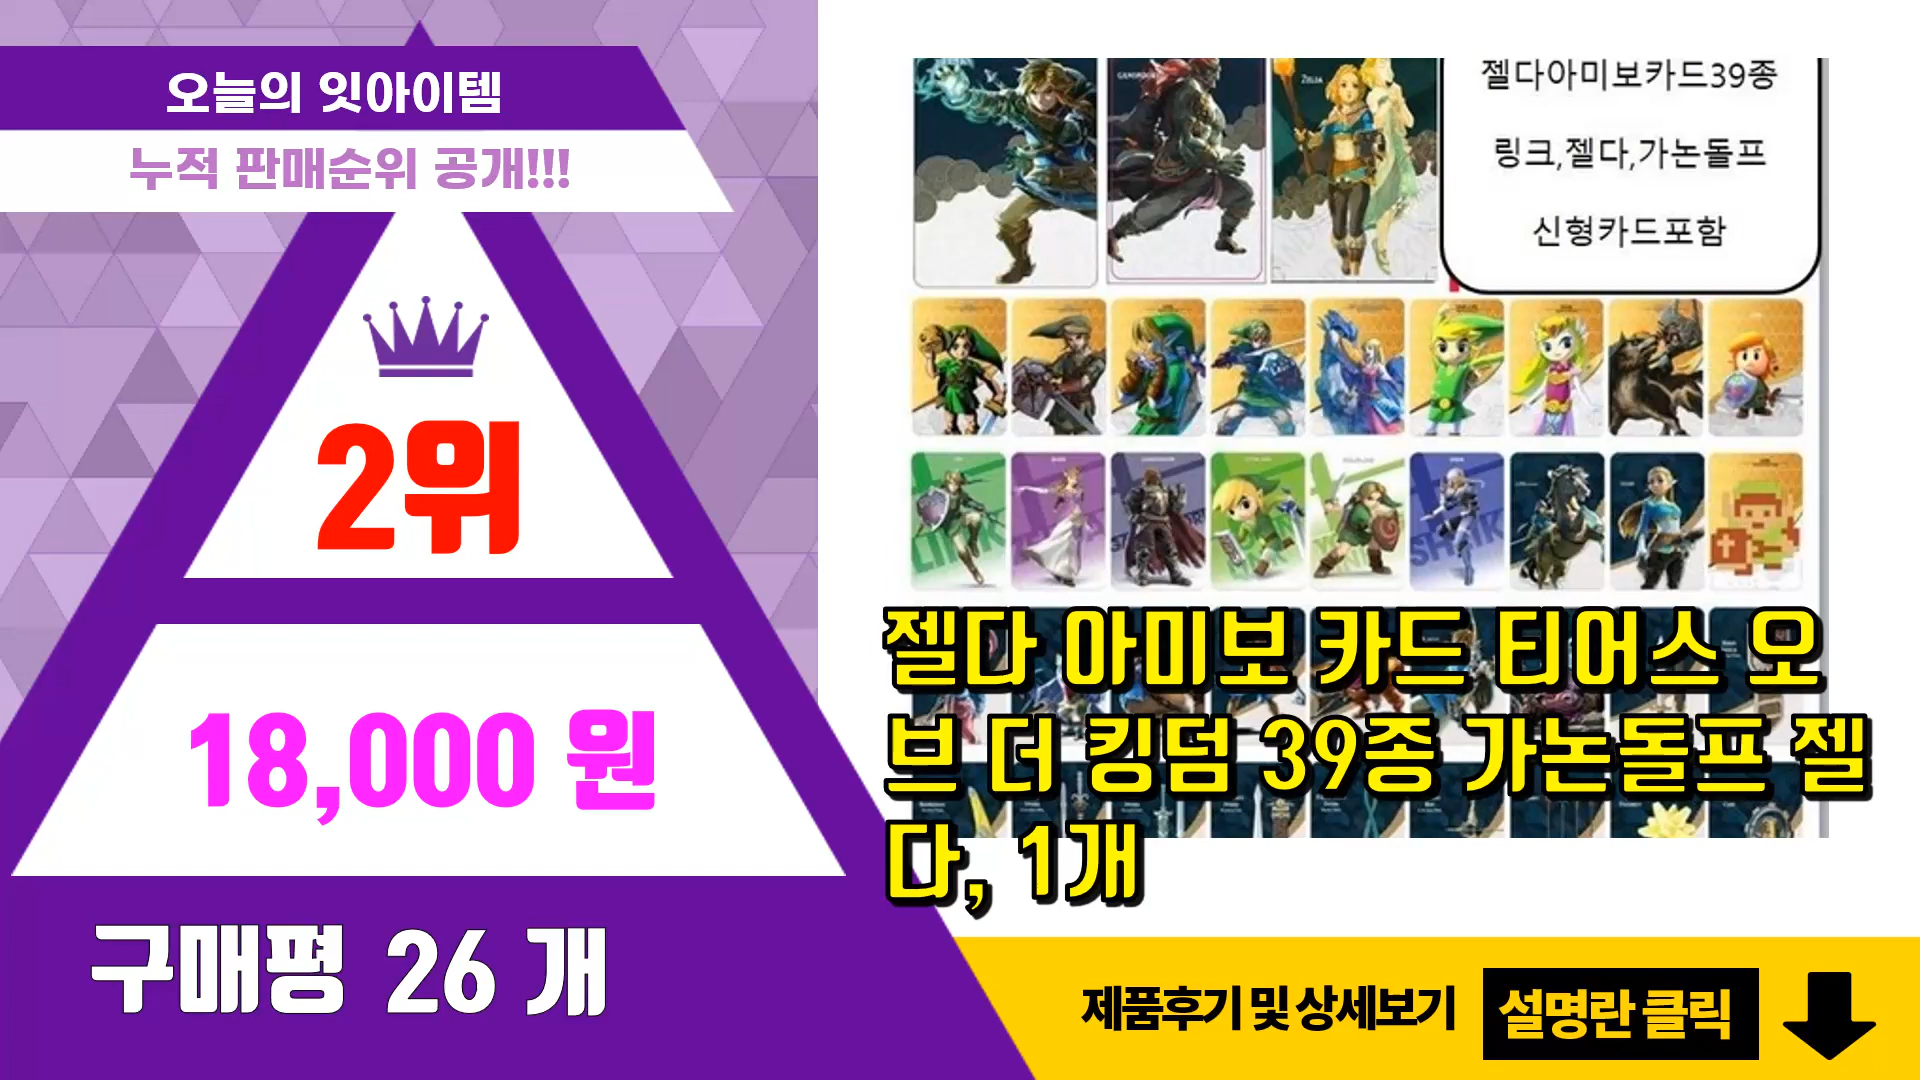 오늘의 잇아이템
누적 판매순위 공개!!!
2위
18,000 원
구매평 26 개
젤다아미보카드39종
링크,젤다,가논돌프
신형카드포함
ZELDA
LINK
SHEIK
젤다 아미보 카드 티어스 오
브 더 킹덤 39종 가논돌프 젤
다, 1개
제품후기 및 상세보기
설명란 클릭